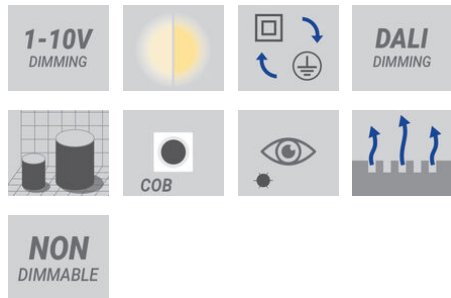 1-10V
DIMMING
DALI
DIMMING
COB
NON
DIMMABLE